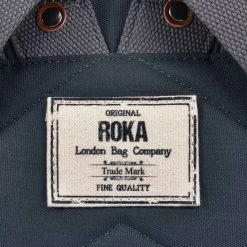 ORIGINAL
ROKA
London Bag Company
Trade Mark
FINE QUALITY